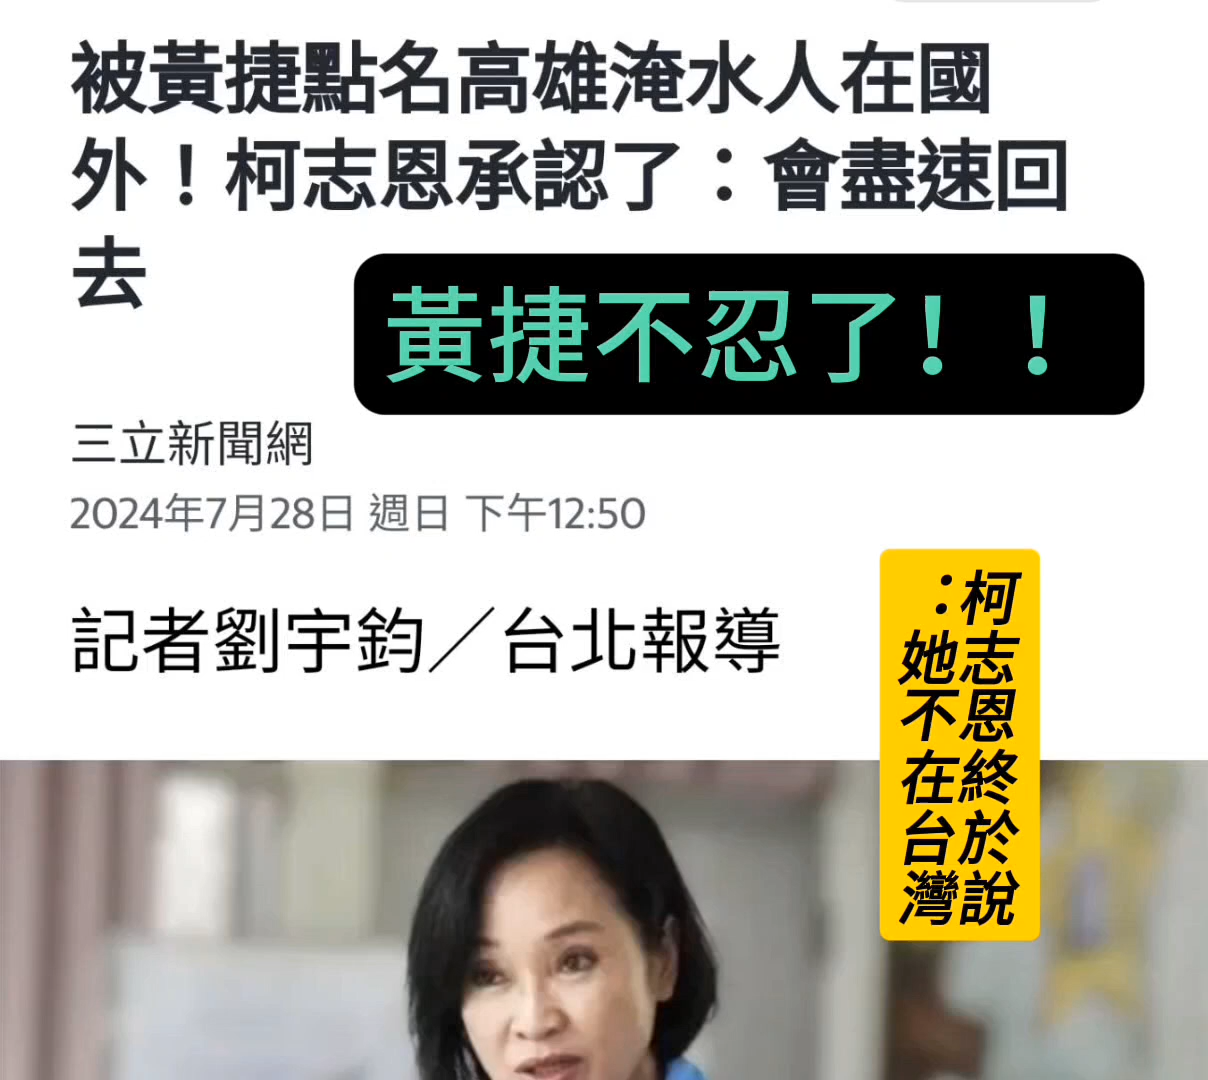 被黃捷點名高雄淹水人在國
外！柯志恩承認了：會盡速回
去
黃捷不忍了！！
三立新聞網
2024年7月28日 週日 下午12:50
記者劉宇鈞／台北報導
柯志恩終於說
：她不在台灣